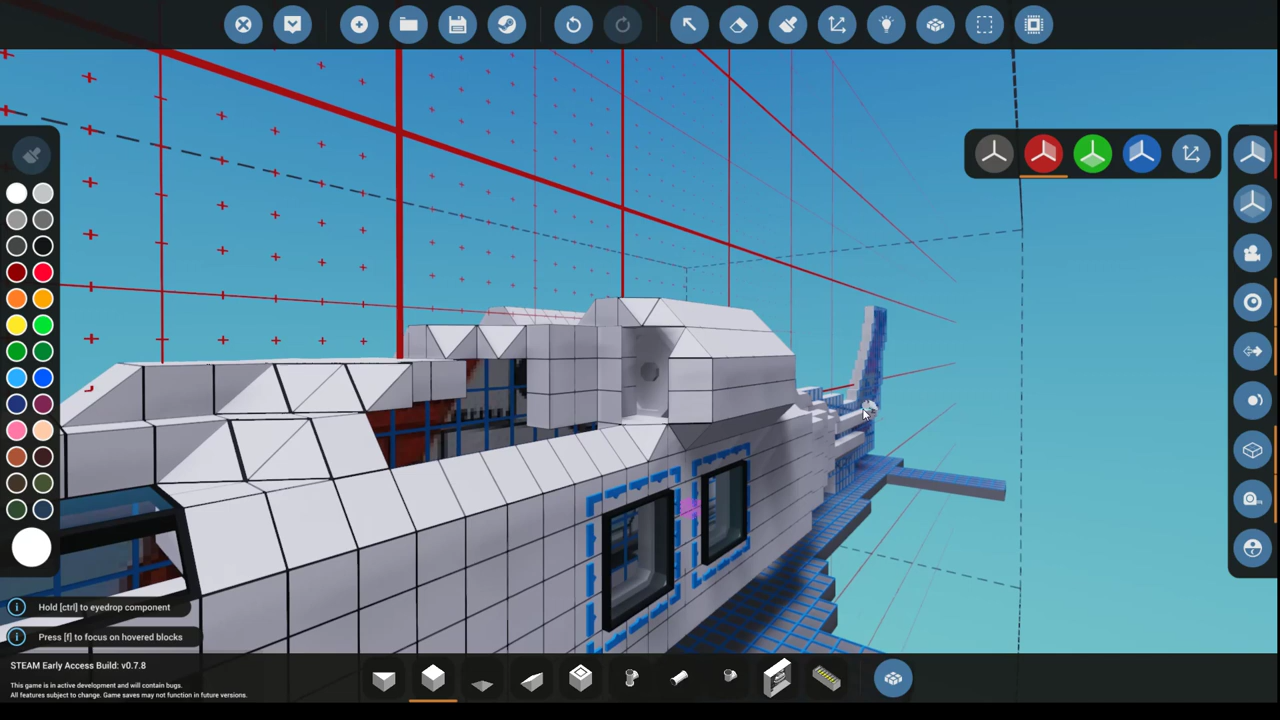 Hold [ctrl] to eyedrop component
Press [f] to focus on hovered blocks
STEAM Early Access Build: v0.7.8
This game is in active development and will contain bugs.
All features subject to change. Game saves may not function in future versions.